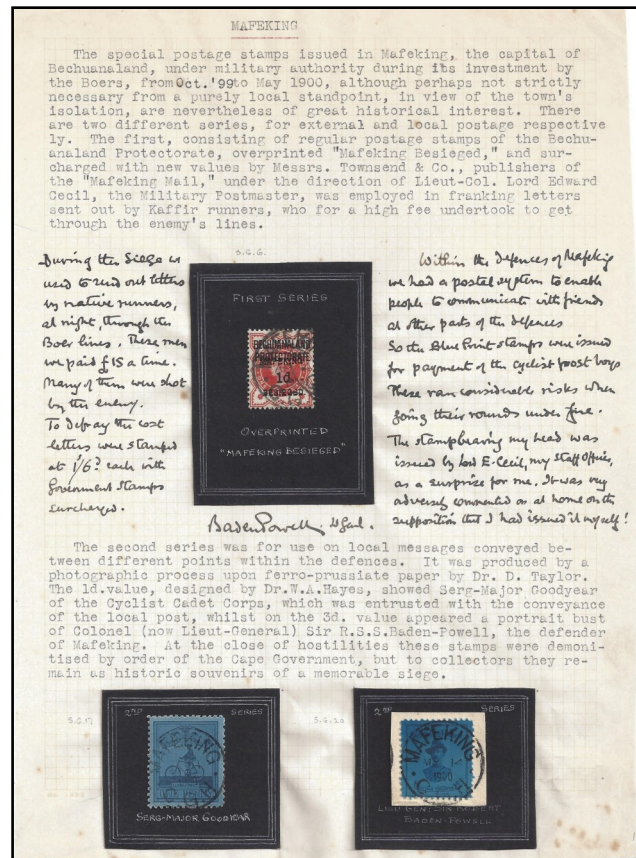 MAFEKING
The special postage stamps issued in Mafeking, the capital of
Bechuanaland, under military authority during its investment by
the Boers, from Oct. '99 to May 1900, although perhaps not strictly
necessary from a purely local standpoint, in view of the town's
isolation, are nevertheless of great historical interest. There
are two different series, for external and local postage respective
ly. The first, consisting of regular postage stamps of the Bechu-
analand Protectorate, overprinted "Mafeking Besieged," and sur-
charged with new values by Messrs. Townsend & Co., publishers of
the "Mafeking Mail," under the direction of Lieut-Col. Lord Edward
Cecil, the Military Postmaster, was employed in franking letters
sent out by Kaffir runners, who for a high fee undertook to get
through the enemy's lines.
During the Siege we
used to send out letters
by native runners,
at night, through the
Boer lines. These men
we paid £15 a time.
Many of them were shot
by the enemy.
To defray the cost
letters were stamped
at 1/6? each with
Government Stamps
surcharged.
S.G.6.
FIRST SERIES
BECHUANALAND
PROTECTORATE
1d.
BESIEGED
OVERPRINTED
"MAFEKING BESIEGED"
Within the defences of Mafeking
we had a postal system to enable
people to communicate with friends
at other parts of the defences
So the Blue Print stamps were issued
for payment of the cyclist post boys
These ran considerable risks when
going their rounds under fire.
The stamp bearing my head was
issued by Lord E. Cecil, my Staff Officer,
as a surprise for me. It was very
adversely commented on at home on the
supposition that I had issued it myself!
Baden Powell
The second series was for use on local messages conveyed be-
tween different points within the defences. It was produced by a
photographic process upon ferro-prussiate paper by Dr. D. Taylor.
The 1d.value, designed by Dr.W.A.Hayes, showed Serg-Major Goodyear
of the Cyclist Cadet Corps, which was entrusted with the conveyance
of the local post, whilst on the 3d. value appeared a portrait bust
of Colonel (now Lieut-General) Sir R.S.S.Baden-Powell, the defender
of Mafeking. At the close of hostilities these stamps were demoni-
tised by order of the Cape Government, but to collectors they re-
main as historic souvenirs of a memorable siege.
S.G.17
2ND SERIES
MAFEKING
SERG-MAJOR GOODYEAR
S.G.20
2ND SERIES
MAFEKING
1900
BADEN-POWELL